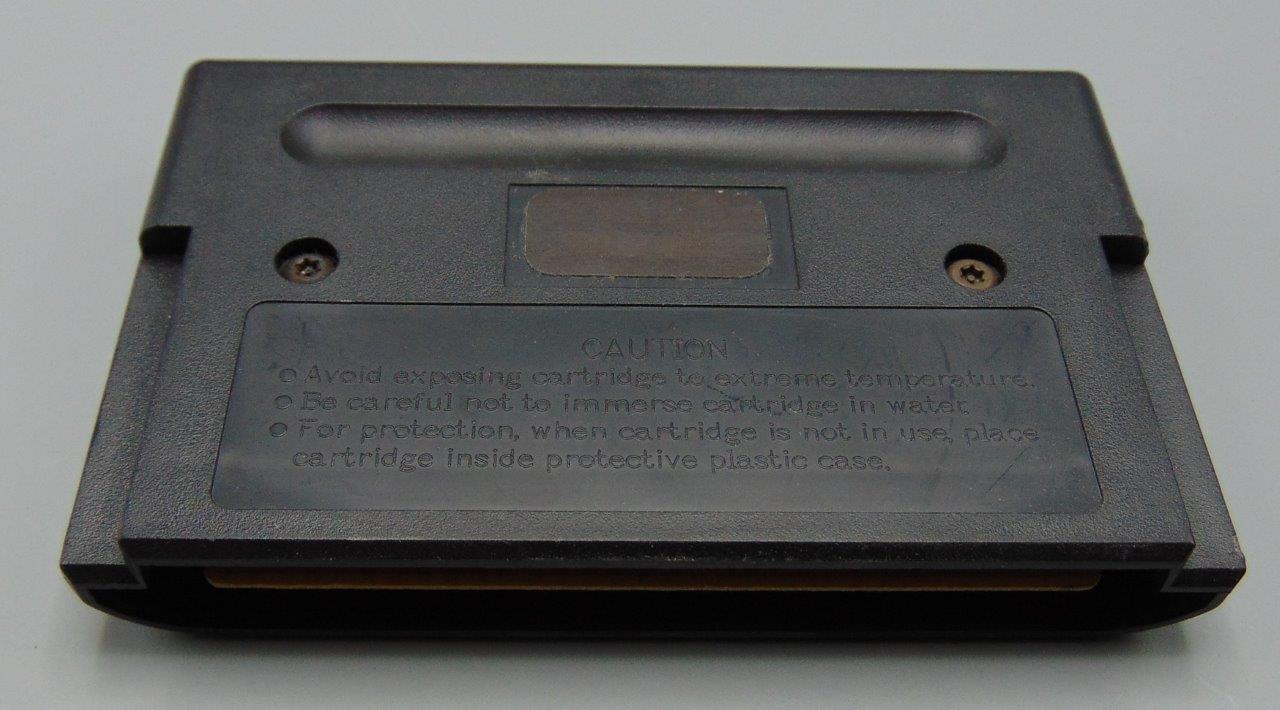 CAUTION
● Avoid exposing cartridge to extreme temperature.
● Be careful not to immerse cartridge in water.
● For protection, when cartridge is not in use, place
cartridge inside protective plastic case.